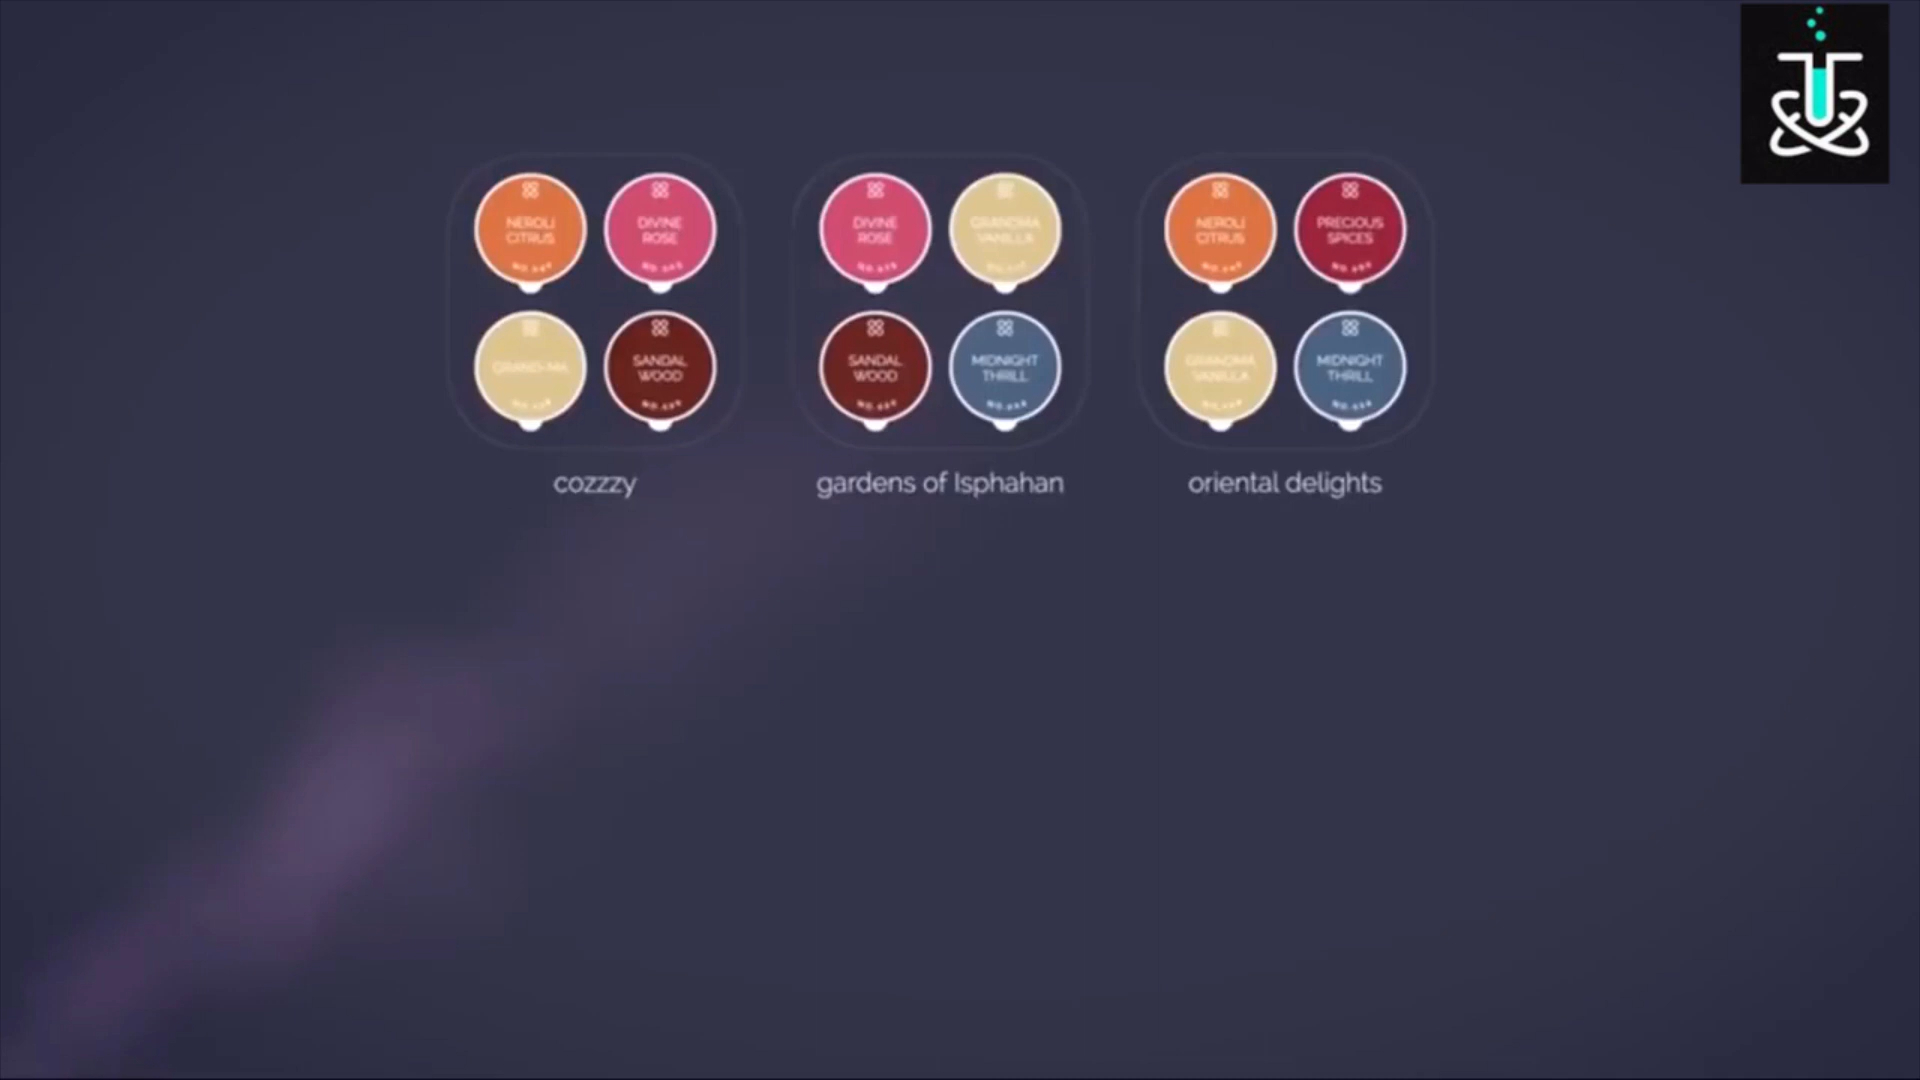 NEROLI
CITRUS
DIVINE
ROSE
GRAND-MA
SANDAL
WOOD
cozzzy
DIVINE
ROSE
GRANDMA
VANILLA
SANDAL
WOOD
MIDNIGHT
THRILL
gardens of Isphahan
NEROLI
CITRUS
PRECIOUS
SPICES
GRANDMA
VANILLA
MIDNIGHT
THRILL
oriental delights